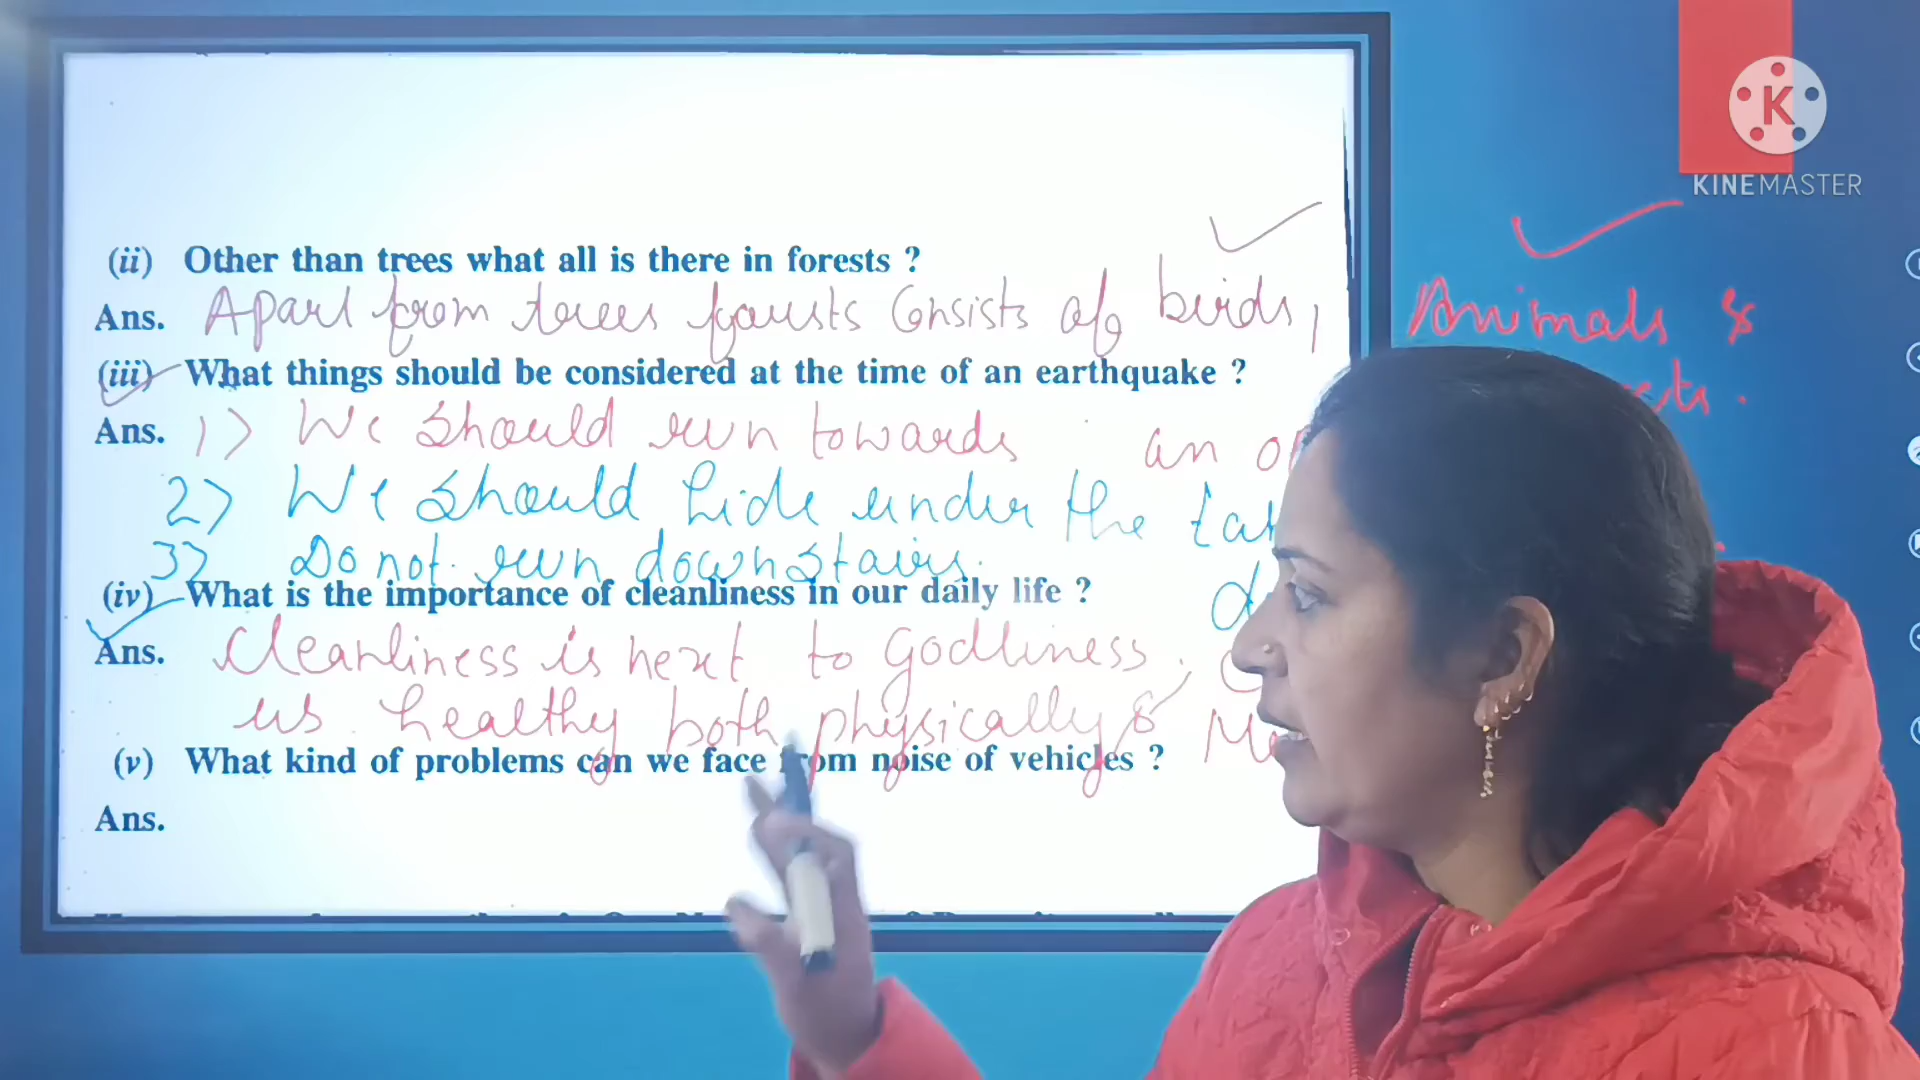 KINEMASTER
(ii) Other than trees what all is there in forests ?
Ans. Apart from trees forests Consists of birds, Animals &
(iii) What things should be considered at the time of an earthquake ?
Ans. 1) We should run towards an
2) We should hide under the
3) Do not run downstairs.
(iv) What is the importance of cleanliness in our daily life ?
Ans. Cleanliness is next to Godliness.
us healthy both physically &
(v) What kind of problems can we face from noise of vehicles ?
Ans.